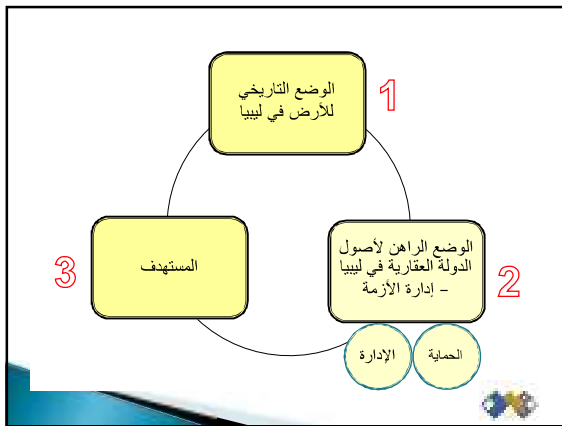 الوضع التاريخي
للأرض في ليبيا
1
الوضع الراهن لأصول
الدولة العقارية في ليبيا
– إدارة الأزمة
2
الحماية
الإدارة
المستهدف
3